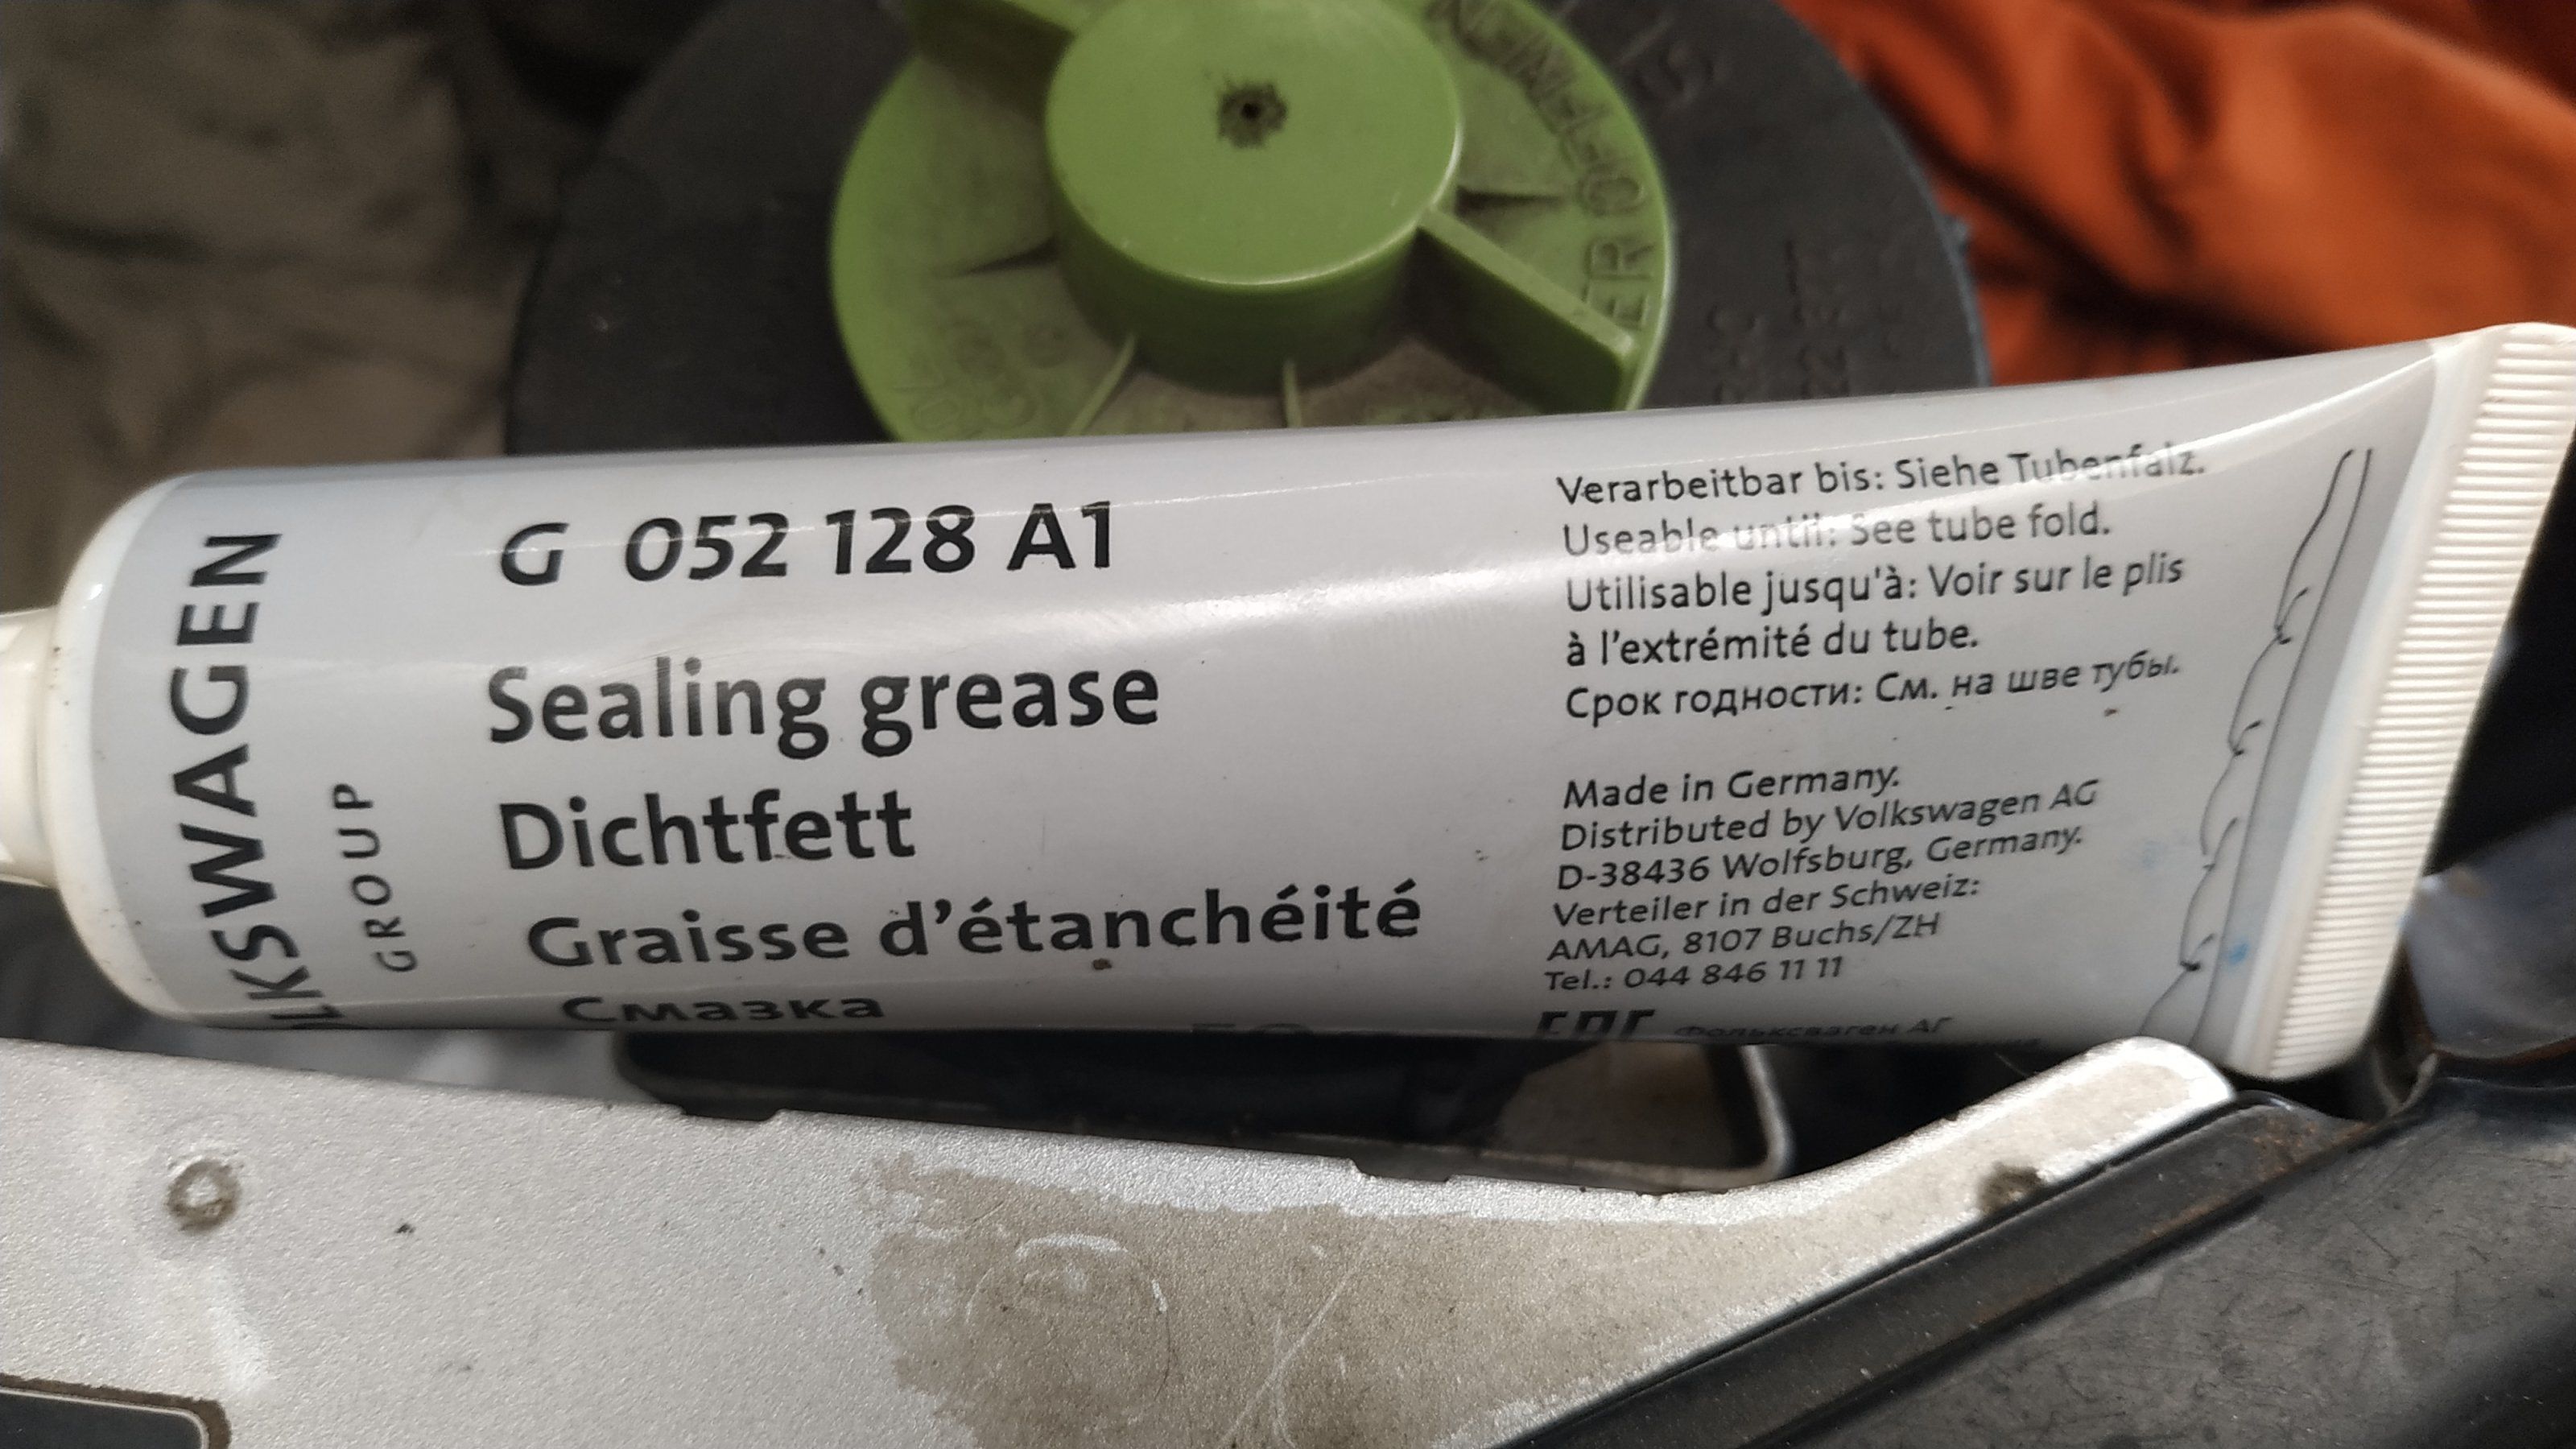 VOLKSWAGEN
GROUP
G 052 128 A1
Sealing grease
Dichtfett
Graisse d'étanchéité
Смазка
Verarbeitbar bis: Siehe Tubenfalz.
Useable until: See tube fold.
Utilisable jusqu'à: Voir sur le plis
à l'extrémité du tube.
Срок годности: См. на шве тубы.
Made in Germany.
Distributed by Volkswagen AG
D-38436 Wolfsburg, Germany.
Verteiler in der Schweiz:
AMAG, 8107 Buchs/ZH
Tel.: 044 846 11 11
Фольксваген АГ